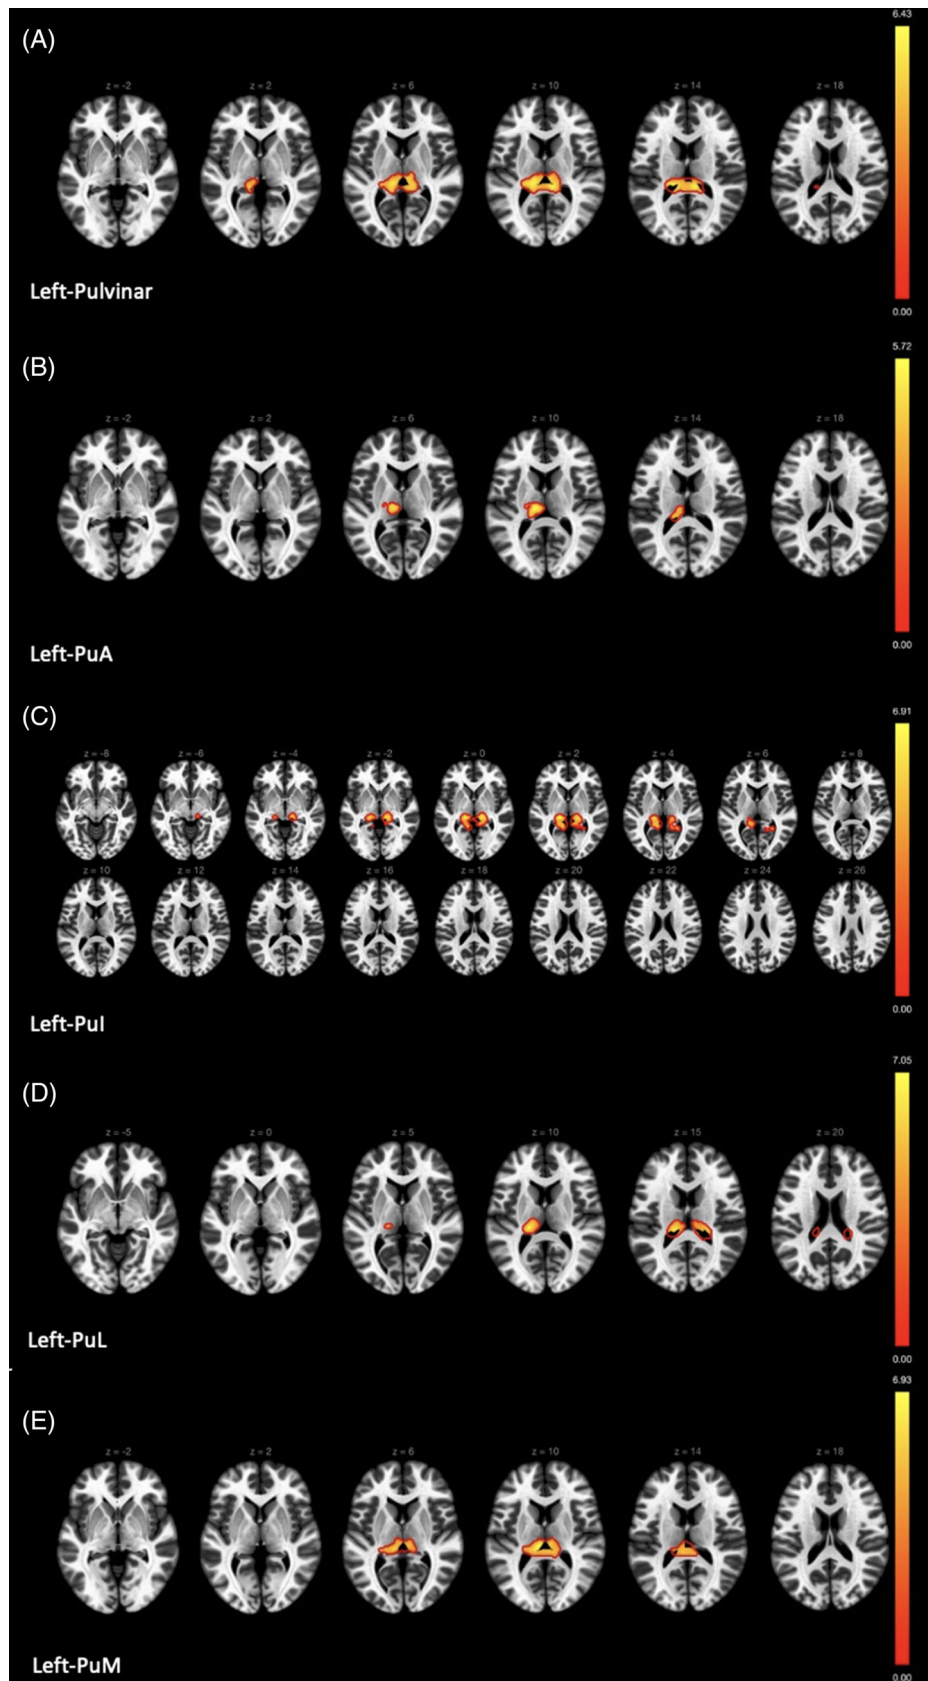 (A)
6.43
z = -2 z = 2 z = 6 z = 10 z = 14 z = 18
Left-Pulvinar
0.00
(B)
5.72
z = -2 z = 2 z = 6 z = 10 z = 14 z = 18
0.00
Left-PuA
(C)
6.91
z = -8 z = -6 z = -4 z = -2 z = 0 z = 2 z = 4 z = 6 z = 8
z = 10 z = 12 z = 14 z = 16 z = 18 z = 20 z = 22 z = 24 z = 26
0.00
Left-PuI
(D)
7.05
z = -5 z = 0 z = 5 z = 10 z = 15 z = 20
Left-PuL
0.00
(E)
6.93
z = -2 z = 2 z = 6 z = 10 z = 14 z = 18
Left-PuM
0.00